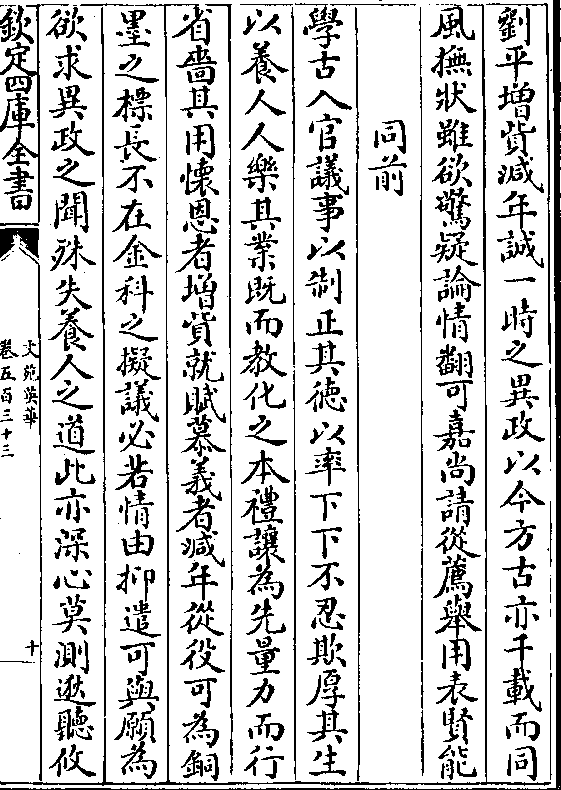 劉平増貲減年誠一時之異政以今方古亦千載而同
風撫狀雖欲驚疑論情翻可嘉尚請從薦舉用表賢能
同前
學古入官議事以制正其徳以率下下不忍欺厚其生
以養人人樂其業既而教化之本禮讓為先量力而行
省嗇其用懐恩者増貲就賦慕義者減年從役可為銅
墨之標長不在金科之擬議必若情由抑遣可與願為
欲求異政之聞殊失養人之道此亦深心莫測逖聽攸
欽定四庫全書
文苑英華
卷五百三十三
十